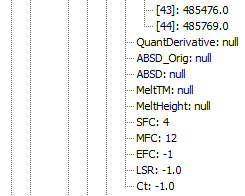 [43]: 485476.0
[44]: 485769.0
QuantDerivative: null
ABSD_Orig: null
ABSD: null
MeltTM: null
MeltHeight: null
SFC: 4
MFC: 12
EFC: -1
LSR: -1.0
Ct: -1.0